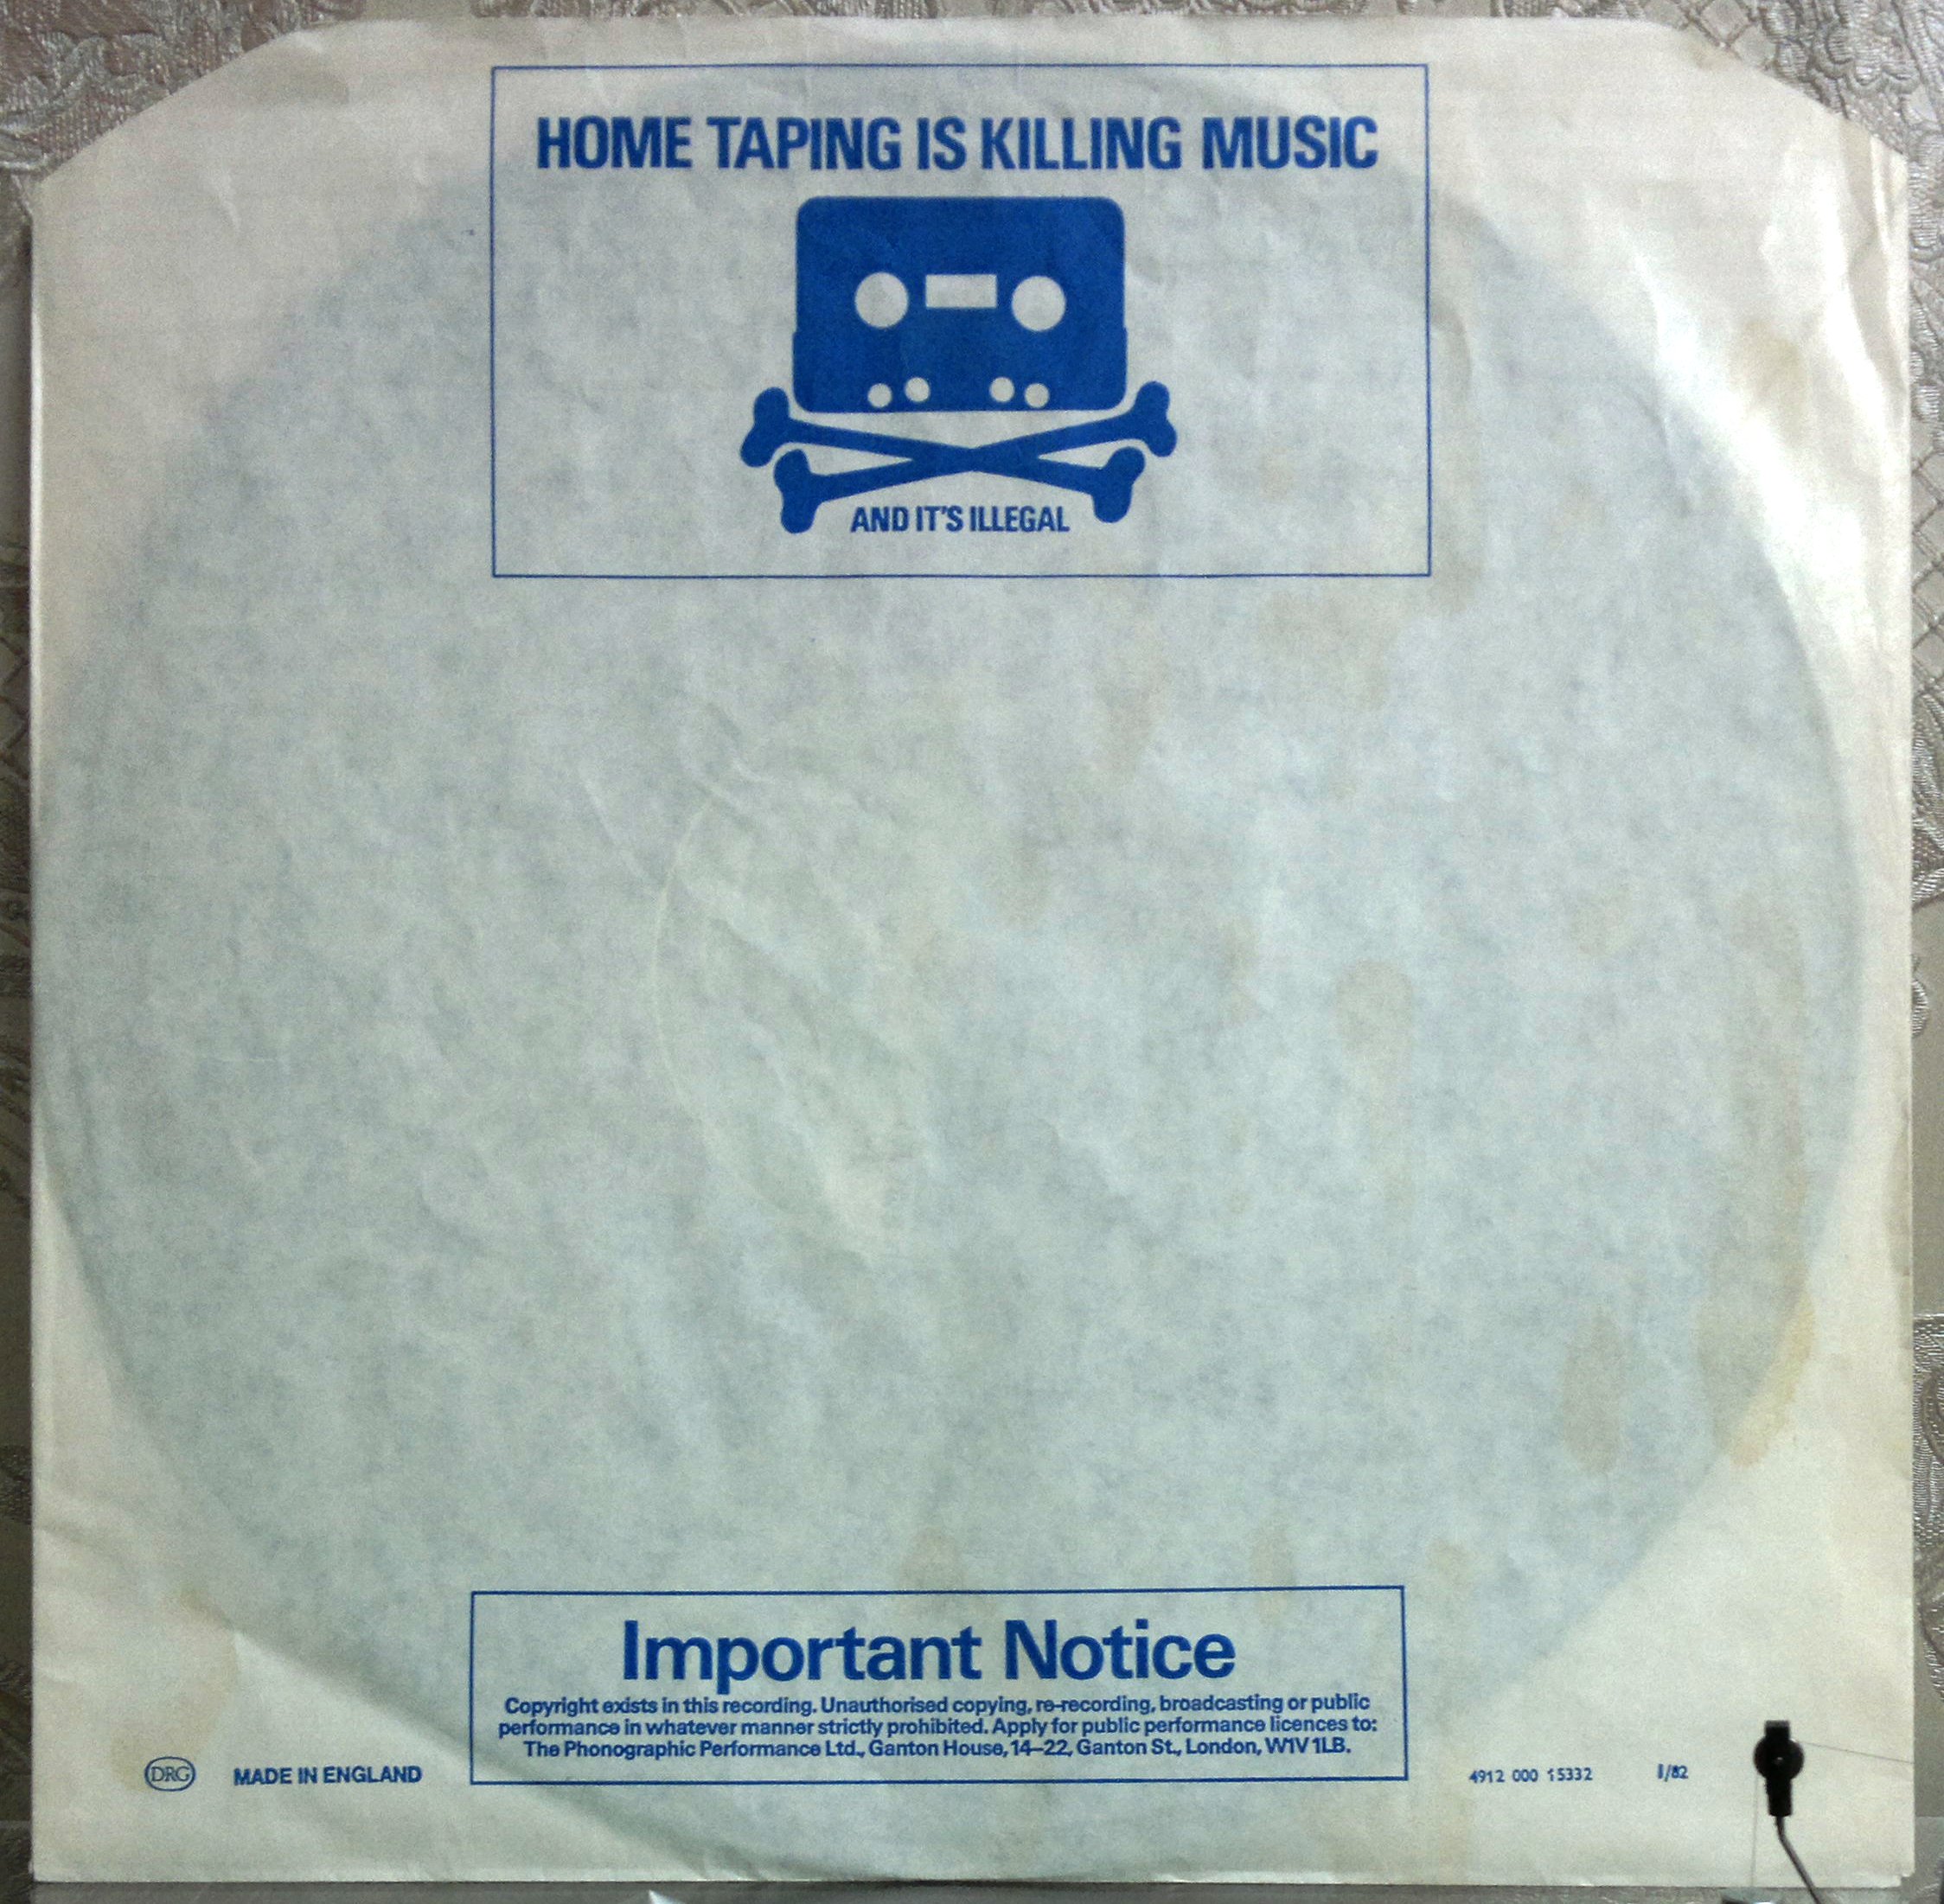 HOME TAPING IS KILLING MUSIC
AND IT'S ILLEGAL
Important Notice
Copyright exists in this recording. Unauthorised copying, re-recording, broadcasting or public
performance in whatever manner strictly prohibited. Apply for public performance licences to:
The Phonographic Performance Ltd., Ganton House, 14–22, Ganton St., London, W1V 1LB.
DRG MADE IN ENGLAND
4912 000 15332 1/82